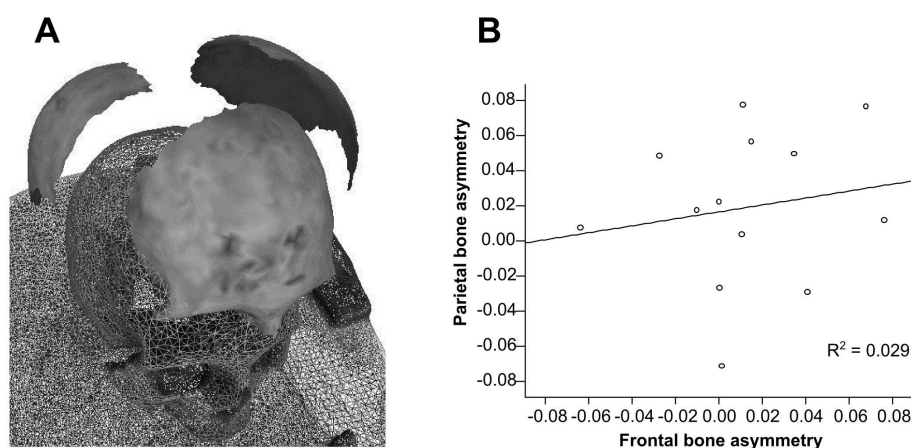 A
B
Parietal bone asymmetry
0.08
0.06
0.04
0.02
0.00
-0.02
-0.04
-0.06
-0.08
R² = 0.029
-0.08 -0.06 -0.04 -0.02 0.00 0.02 0.04 0.06 0.08
Frontal bone asymmetry